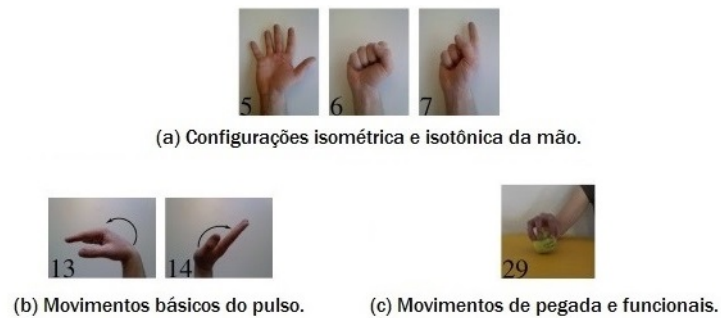 5 6 7
(a) Configurações isométrica e isotônica da mão.
13 14 29
(b) Movimentos básicos do pulso. (c) Movimentos de pegada e funcionais.